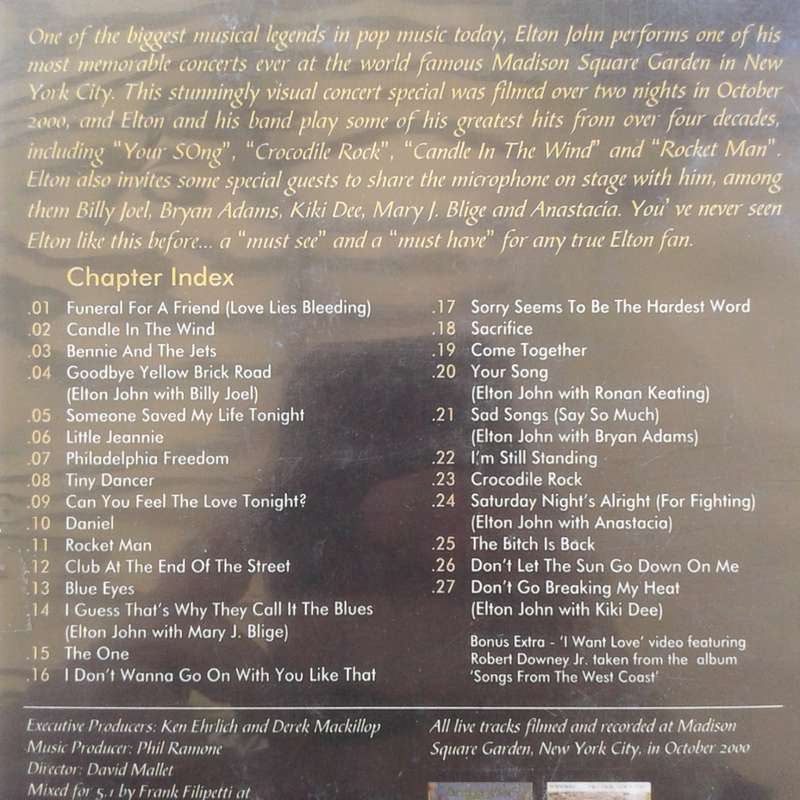 One of the biggest musical legends in pop music today, Elton John performs one of his
most memorable concerts ever at the world famous Madison Square Garden in New
York City. This stunningly visual concert special was filmed over two nights in October
2000, and Elton and his band play some of his greatest hits from over four decades,
including "Your SOng", "Crocodile Rock", "Candle In The Wind" and "Rocket Man".
Elton also invites some special guests to share the microphone on stage with him, among
them Billy Joel, Bryan Adams, Kiki Dee, Mary J. Blige and Anastacia. You've never seen
Elton like this before... a "must see" and a "must have" for any true Elton fan.
Chapter Index
.01 Funeral For A Friend (Love Lies Bleeding)
.02 Candle In The Wind
.03 Bennie And The Jets
.04 Goodbye Yellow Brick Road
(Elton John with Billy Joel)
.05 Someone Saved My Life Tonight
.06 Little Jeannie
.07 Philadelphia Freedom
.08 Tiny Dancer
.09 Can You Feel The Love Tonight?
.10 Daniel
.11 Rocket Man
.12 Club At The End Of The Street
.13 Blue Eyes
.14 I Guess That's Why They Call It The Blues
(Elton John with Mary J. Blige)
.15 The One
.16 I Don't Wanna Go On With You Like That
.17 Sorry Seems To Be The Hardest Word
.18 Sacrifice
.19 Come Together
.20 Your Song
(Elton John with Ronan Keating)
.21 Sad Songs (Say So Much)
(Elton John with Bryan Adams)
.22 I'm Still Standing
.23 Crocodile Rock
.24 Saturday Night's Alright (For Fighting)
(Elton John with Anastacia)
.25 The Bitch Is Back
.26 Don't Let The Sun Go Down On Me
.27 Don't Go Breaking My Heat
(Elton John with Kiki Dee)
Bonus Extra - 'I Want Love' video featuring
Robert Downey Jr. taken from the album
'Songs From The West Coast'
Executive Producers: Ken Ehrlich and Derek Mackillop
Music Producer: Phil Ramone
Director: David Mallet
Mixed for 5.1 by Frank Filipetti at
All live tracks filmed and recorded at Madison
Square Garden, New York City, in October 2000